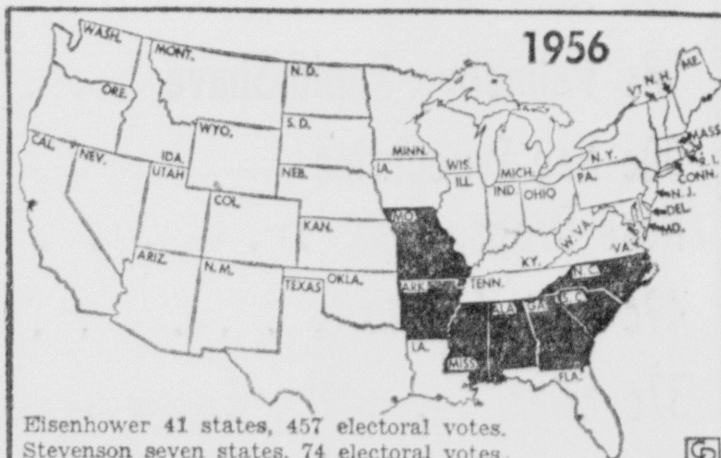 1956
WASH.
MONT.
N. D.
ME.
VT. N. H.
ORE.
WYO.
S. D.
MINN.
WIS.
MICH.
N. Y.
MASS.
R. I.
CONN.
CAL.
NEV.
IDA.
UTAH
NEB.
IA.
ILL.
IND
OHIO
PA.
N. J.
DEL.
MD.
COL.
KAN.
MO.
KY.
W. VA.
VA.
ARIZ.
N. M.
TEXAS
OKLA.
ARK
TENN.
N. C.
S. C.
LA.
MISS
ALA
GA
FLA.
Eisenhower 41 states, 457 electoral votes.
Stevenson seven states, 74 electoral votes.